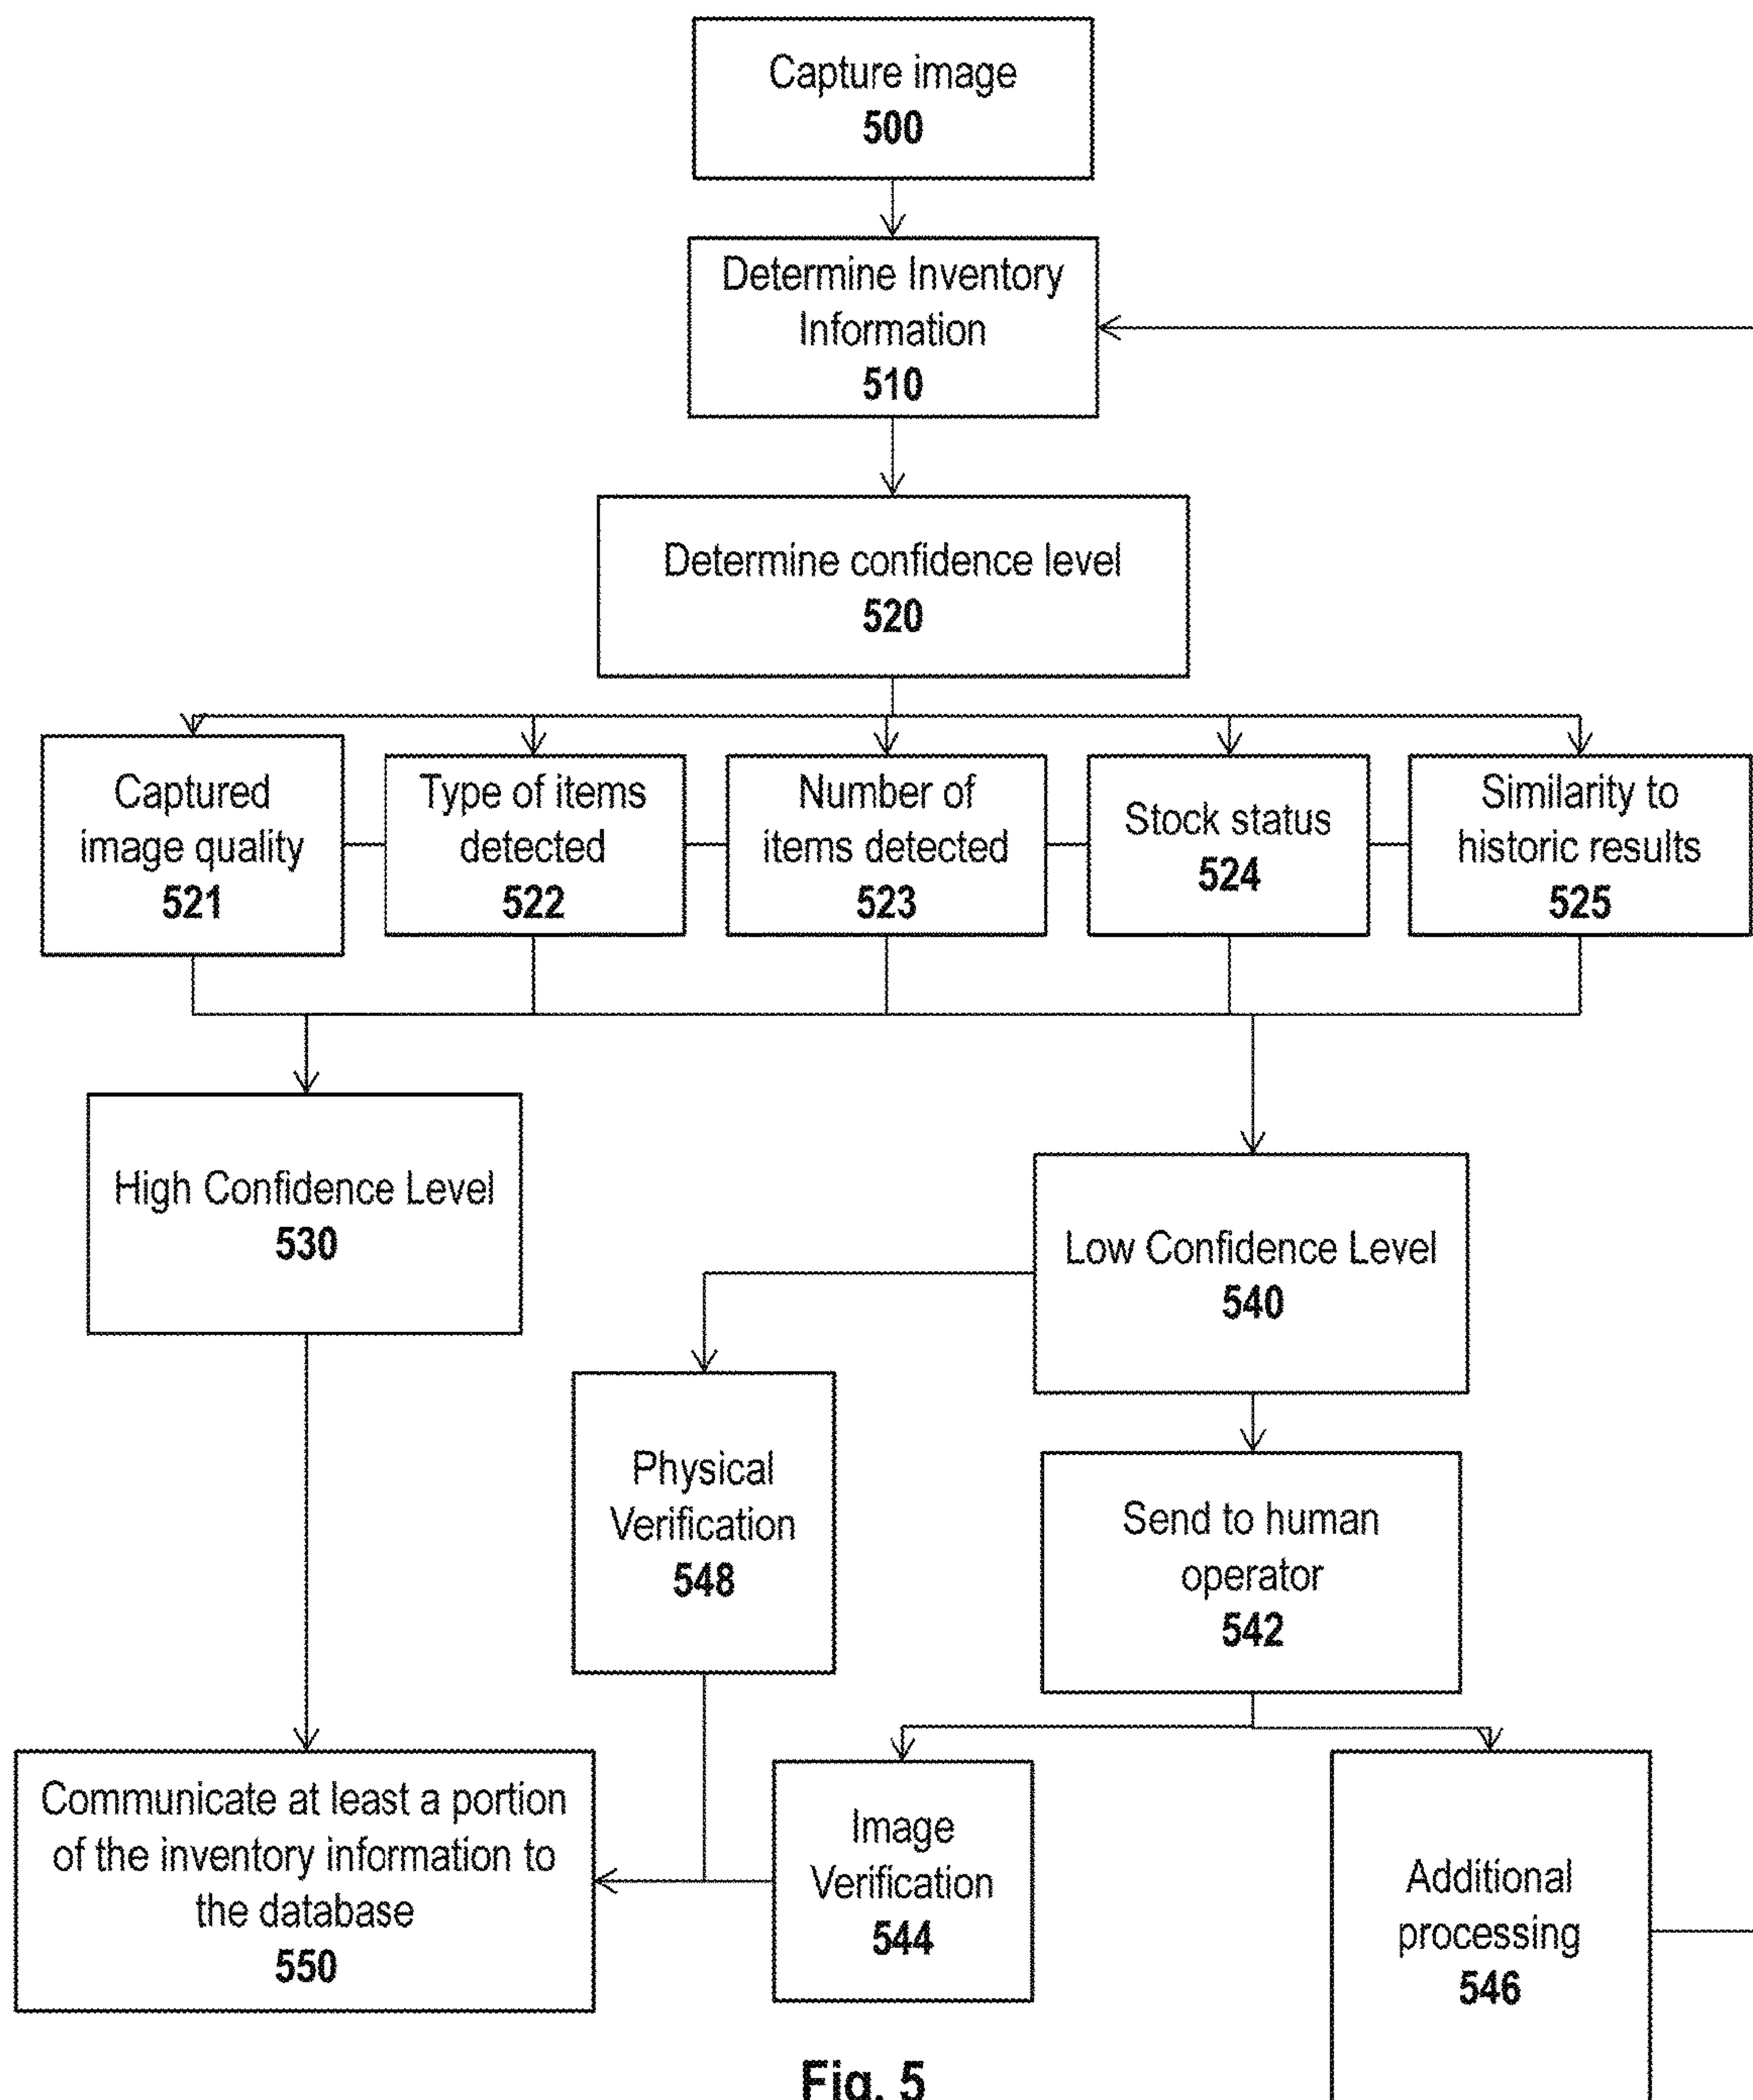 Capture image
500
Determine Inventory
Information
510
Determine confidence level
520
Captured
image quality
521
Type of items
detected
522
Number of
items detected
523
Stock status
524
Similarity to
historic results
525
High Confidence Level
530
Low Confidence Level
540
Physical
Verification
548
Send to human
operator
542
Communicate at least a portion
of the inventory information to
the database
550
Image
Verification
544
Additional
processing
546
Fig. 5